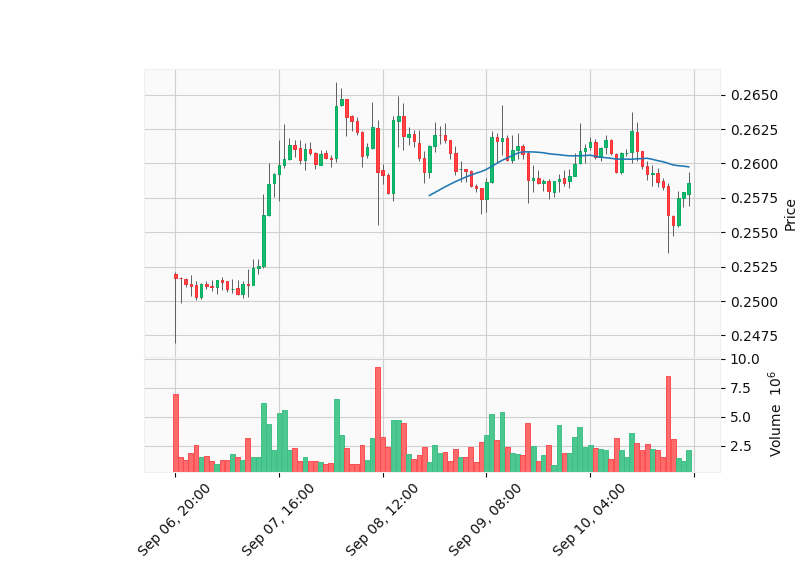 0.2650
0.2625
0.2600
0.2575
0.2550
0.2525
0.2500
0.2475
Price
10.0
7.5
5.0
2.5
Volume 10^6
Sep 06, 20:00
Sep 07, 16:00
Sep 08, 12:00
Sep 09, 08:00
Sep 10, 04:00